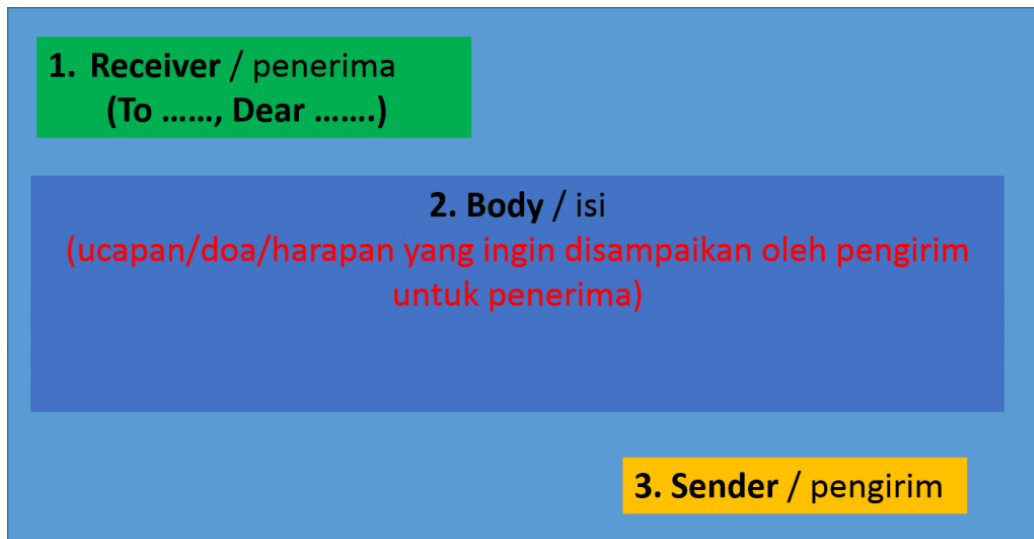 1. Receiver / penerima
(To ......, Dear .......)
2. Body / isi
(ucapan/doa/harapan yang ingin disampaikan oleh pengirim
untuk penerima)
3. Sender / pengirim